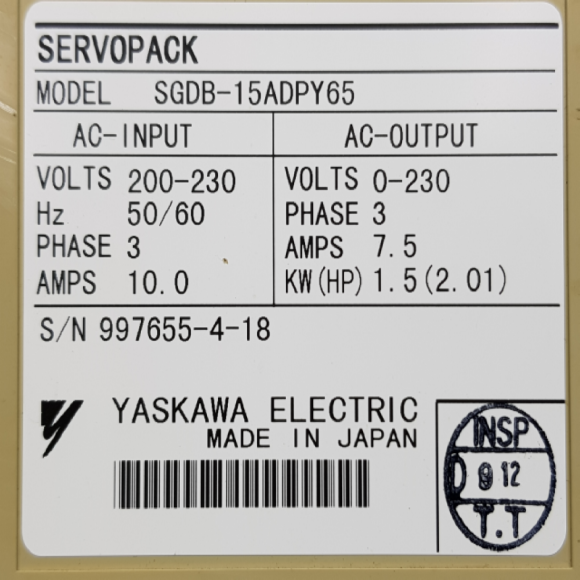 SERVOPACK
MODEL SGDB-15ADPY65
AC-INPUT AC-OUTPUT
VOLTS 200-230 VOLTS 0-230
Hz 50/60 PHASE 3
PHASE 3 AMPS 7.5
AMPS 10.0 KW(HP) 1.5(2.01)
S/N 997655-4-18
YASKAWA ELECTRIC
MADE IN JAPAN
INSP
9 12
T.T